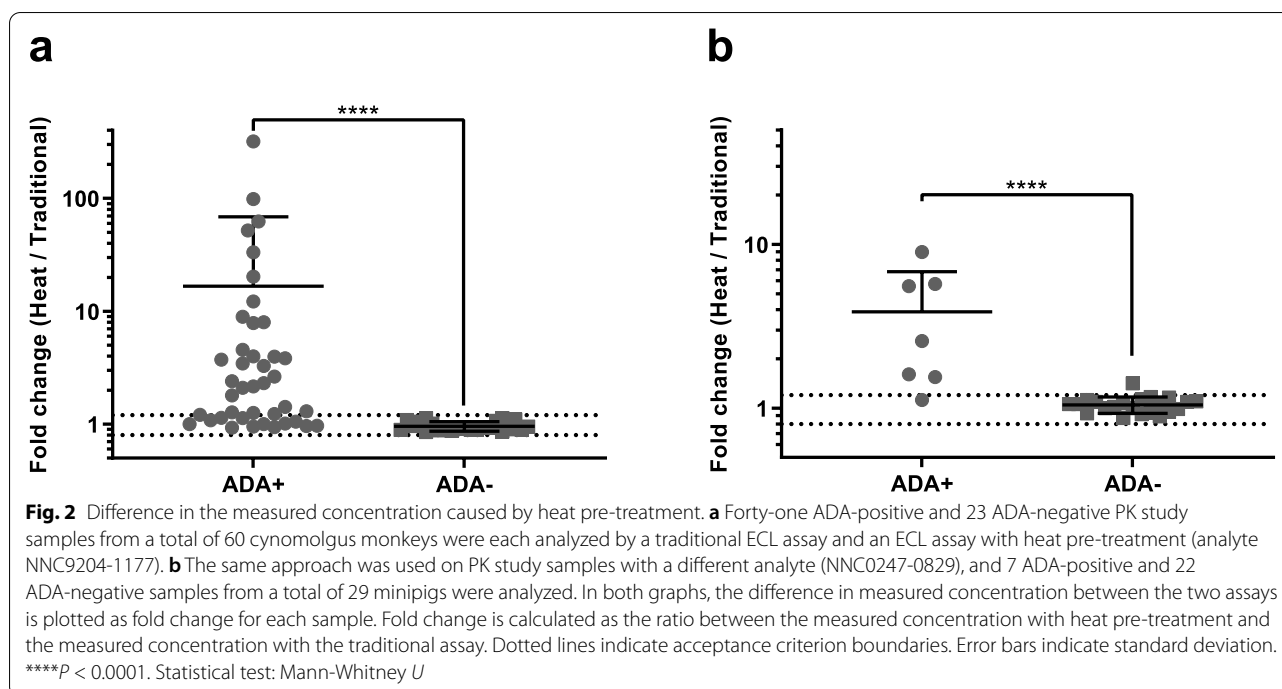 a
b
****
****
Fold change (Heat / Traditional)
100
10
1
ADA+
ADA-
Fold change (Heat / Traditional)
10
1
ADA+
ADA-
Fig. 2 Difference in the measured concentration caused by heat pre-treatment. a Forty-one ADA-positive and 23 ADA-negative PK study
samples from a total of 60 cynomolgus monkeys were each analyzed by a traditional ECL assay and an ECL assay with heat pre-treatment (analyte
NNC9204-1177). b The same approach was used on PK study samples with a different analyte (NNC0247-0829), and 7 ADA-positive and 22
ADA-negative samples from a total of 29 minipigs were analyzed. In both graphs, the difference in measured concentration between the two assays
is plotted as fold change for each sample. Fold change is calculated as the ratio between the measured concentration with heat pre-treatment and
the measured concentration with the traditional assay. Dotted lines indicate acceptance criterion boundaries. Error bars indicate standard deviation.
****P < 0.0001. Statistical test: Mann-Whitney U